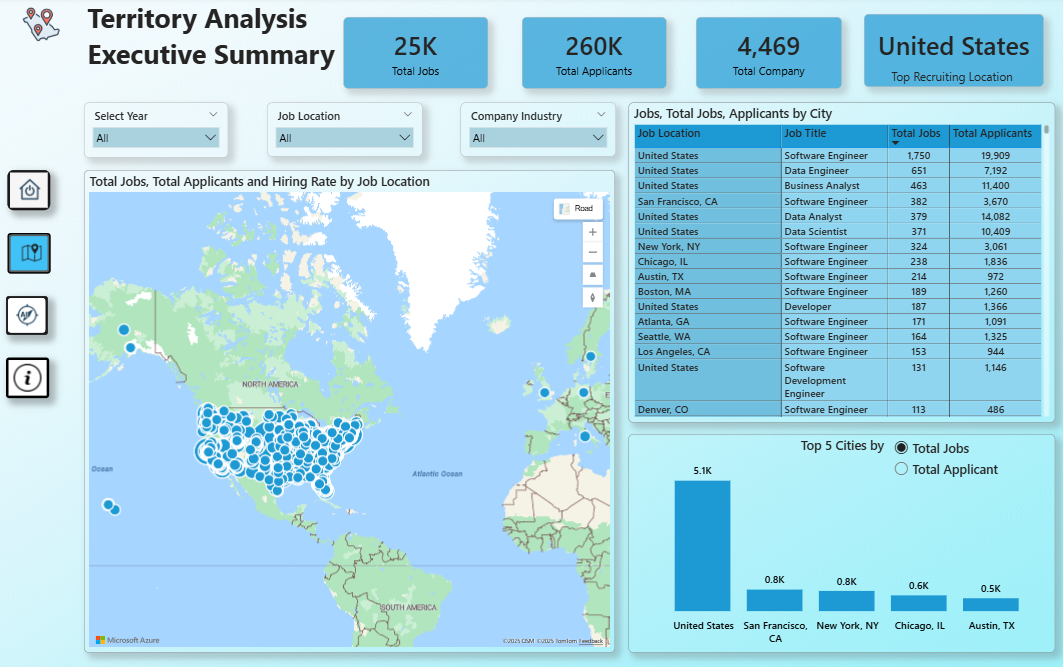 Territory Analysis
Executive Summary
25K
Total Jobs
260K
Total Applicants
4,469
Total Company
United States
Top Recruiting Location
Select Year
All
Job Location
All
Company Industry
All
Total Jobs, Total Applicants and Hiring Rate by Job Location
Road
NORTH AMERICA
Ocean
Atlantic Ocean
SOUTH AMERICA
Microsoft Azure
Feedback
Jobs, Total Jobs, Applicants by City
Job Location Job Title Total Jobs Total Applicants
United States Software Engineer 1,750 19,909
United States Data Engineer 651 7,192
United States Business Analyst 463 11,400
San Francisco, CA Software Engineer 382 3,670
United States Data Analyst 379 14,082
United States Data Scientist 371 10,409
New York, NY Software Engineer 324 3,061
Chicago, IL Software Engineer 238 1,836
Austin, TX Software Engineer 214 972
Boston, MA Software Engineer 189 1,260
United States Developer 187 1,366
Atlanta, GA Software Engineer 171 1,091
Seattle, WA Software Engineer 164 1,325
Los Angeles, CA Software Engineer 153 944
United States Software 131 1,146
Development
Engineer
Denver, CO Software Engineer 113 486
Top 5 Cities by
Total Jobs
Total Applicant
5.1K
0.8K
0.8K
0.6K
0.5K
United States
San Francisco,
CA
New York, NY
Chicago, IL
Austin, TX